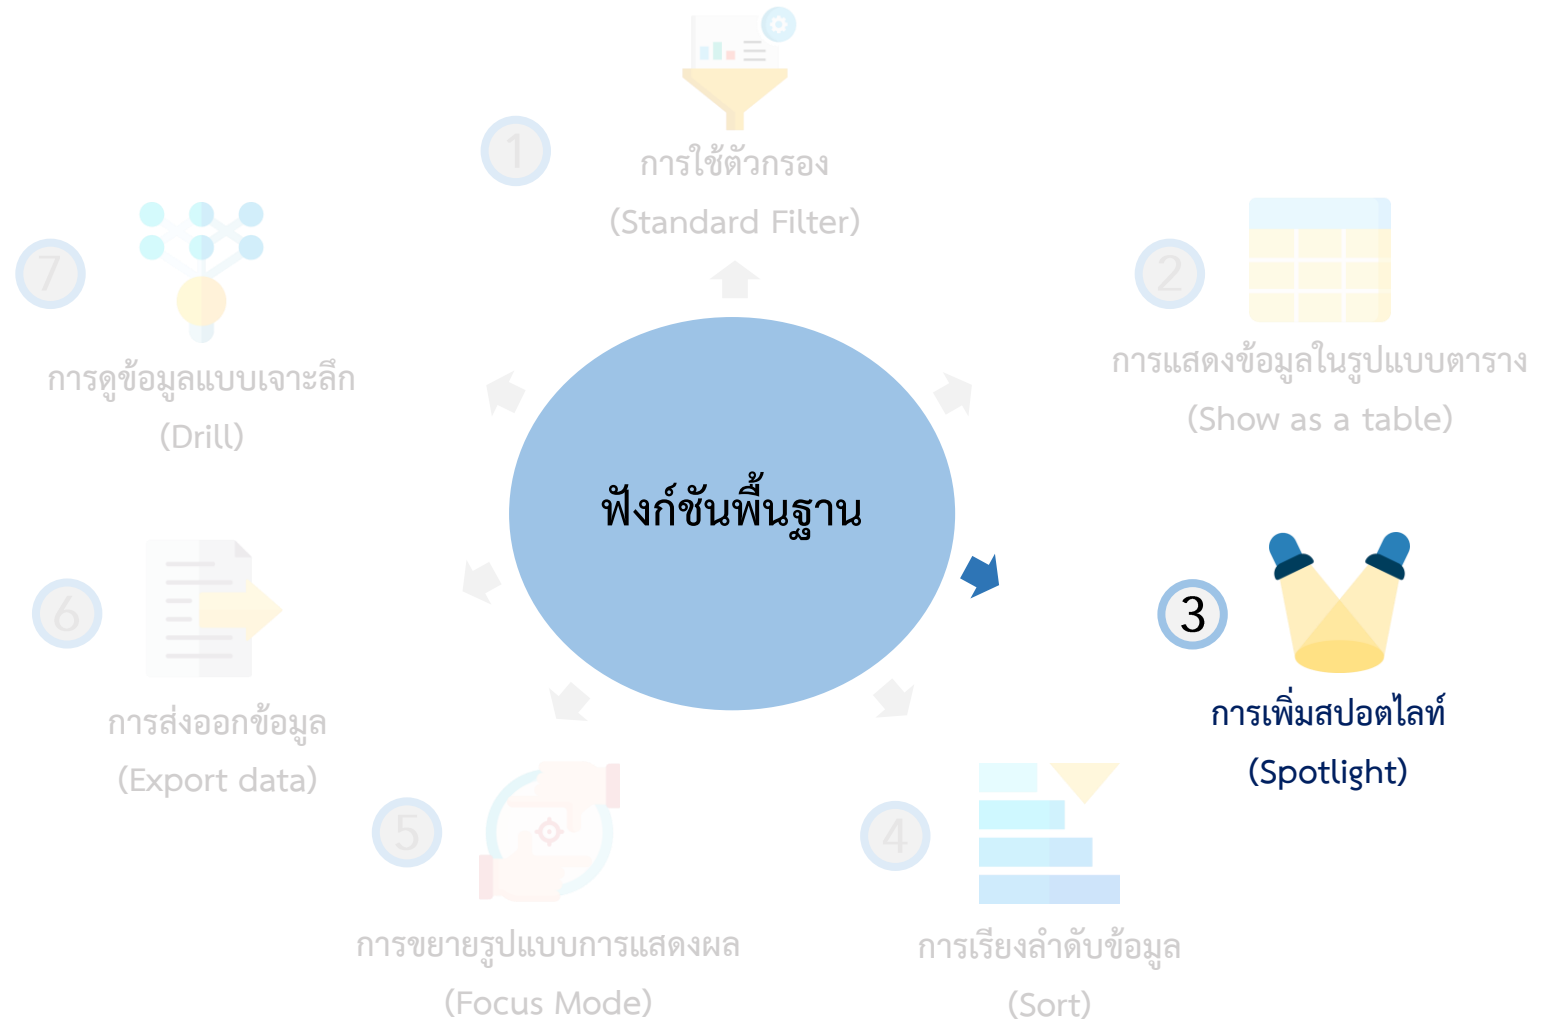 ฟังก์ชันพื้นฐาน
1
การใช้ตัวกรอง
(Standard Filter)
2
การแสดงข้อมูลในรูปแบบตาราง
(Show as a table)
3
การเพิ่มสปอตไลท์
(Spotlight)
4
การเรียงลำดับข้อมูล
(Sort)
5
การขยายรูปแบบการแสดงผล
(Focus Mode)
6
การส่งออกข้อมูล
(Export data)
7
การดูข้อมูลแบบเจาะลึก
(Drill)